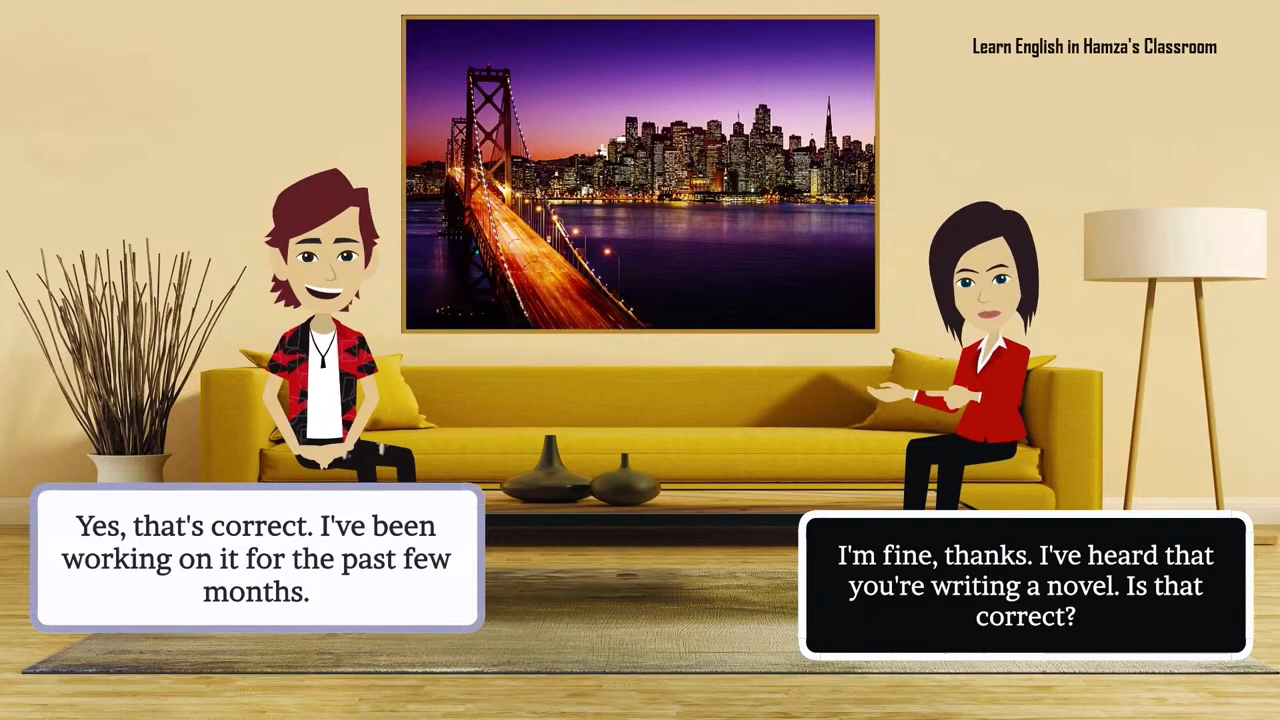 Learn English in Hamza's Classroom
Yes, that's correct. I've been
working on it for the past few
months.
I'm fine, thanks. I've heard that
you're writing a novel. Is that
correct?